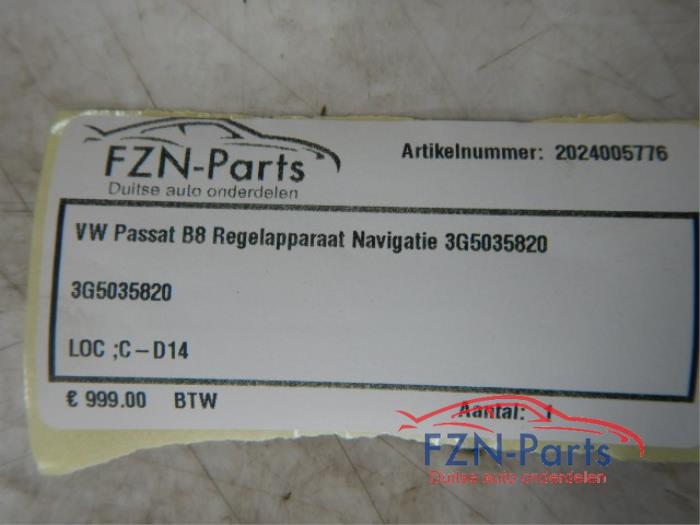 FZN-Parts
Duitse auto onderdelen
Artikelnummer: 2024005776
VW Passat B8 Regelapparaat Navigatie 3G5035820
3G5035820
LOC ;C-D14
€ 999.00 BTW
Aantal: 1
FZN-Parts
Duitse auto onderdelen